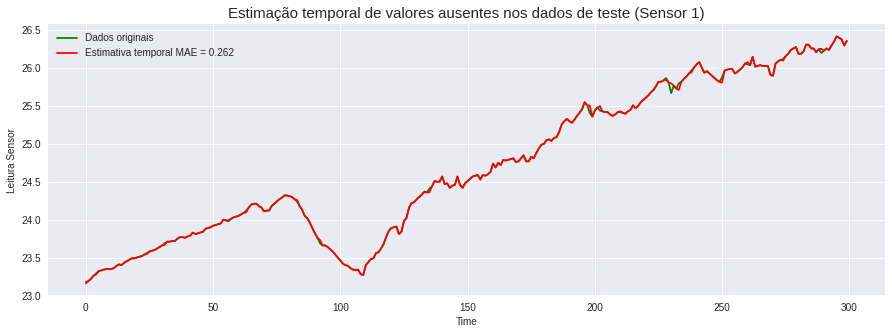 Estimação temporal de valores ausentes nos dados de teste (Sensor 1)
Dados originais
Estimativa temporal MAE = 0.262
Leitura Sensor
26.5
26.0
25.5
25.0
24.5
24.0
23.5
23.0
0 50 100 150 200 250 300
Time